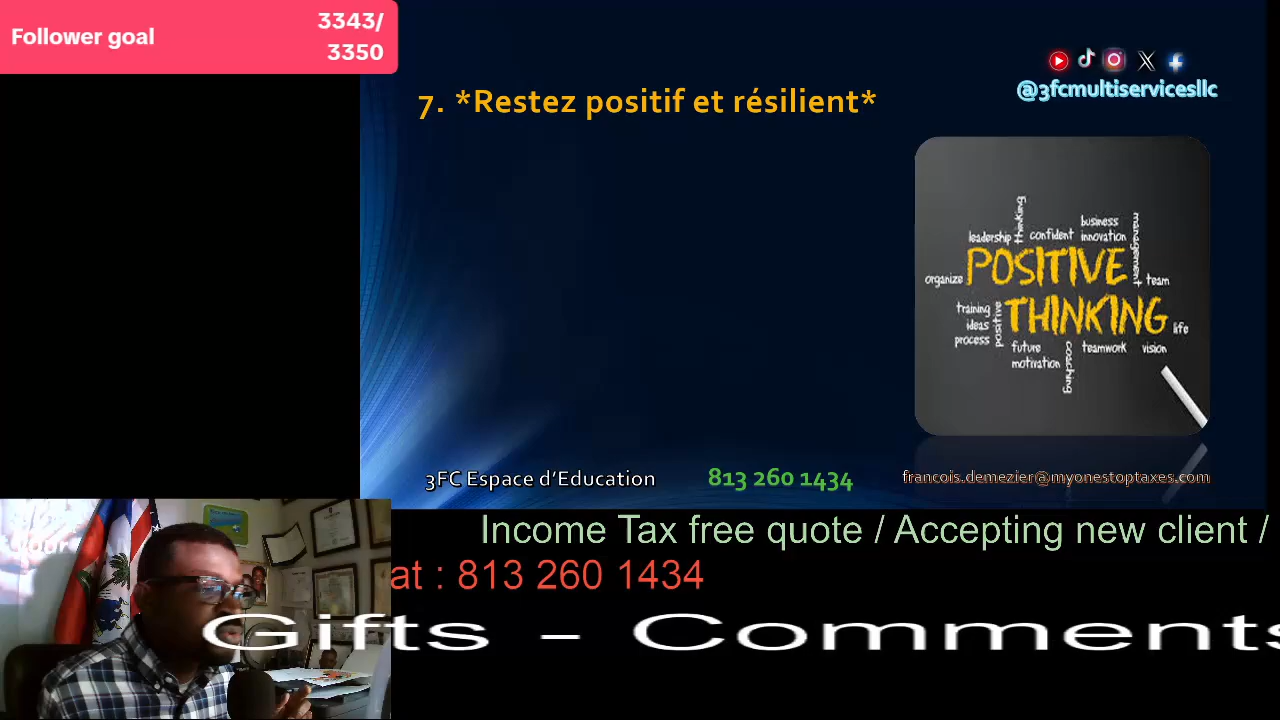 Follower goal
3343/
3350
@3fcmultiservicesllc
7. *Restez positif et résilient*
thinking
business
leadership
confident
innovation
management
organize
POSITIVE
team
training
ideas
positive
THINKING
life
process
future
coaching
teamwork
vision
motivation
3FC Espace d'Education
813 260 1434
francois.demezier@myonestoptaxes.com
Income Tax free quote / Accepting new client /
at : 813 260 1434
Gifts - Comments